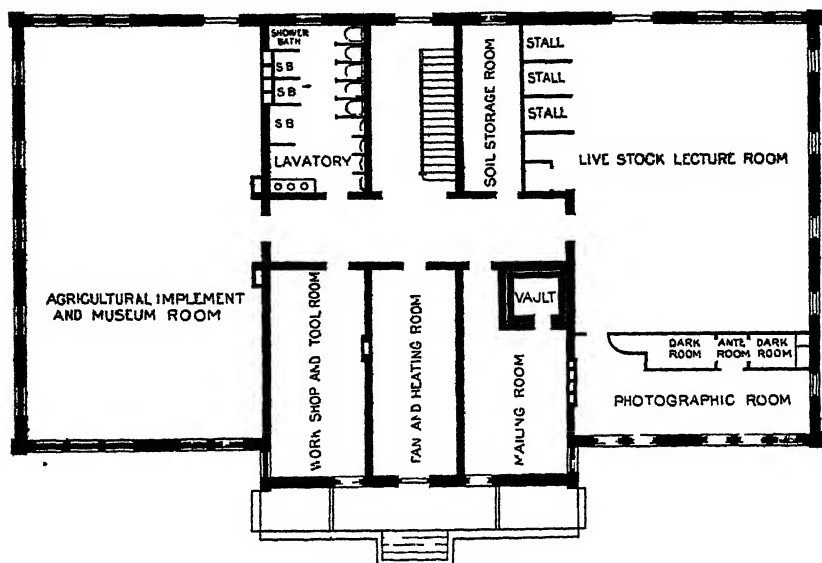 SHOWER
BATH
SB
SB
SB
LAVATORY
SOIL STORAGE ROOM
STALL
STALL
STALL
LIVE STOCK LECTURE ROOM
AGRICULTURAL IMPLEMENT
AND MUSEUM ROOM
WORK SHOP AND TOOL ROOM
FAN AND HEATING ROOM
MAILING ROOM
VAULT
DARK
ROOM
ANTE
ROOM
DARK
ROOM
PHOTOGRAPHIC ROOM